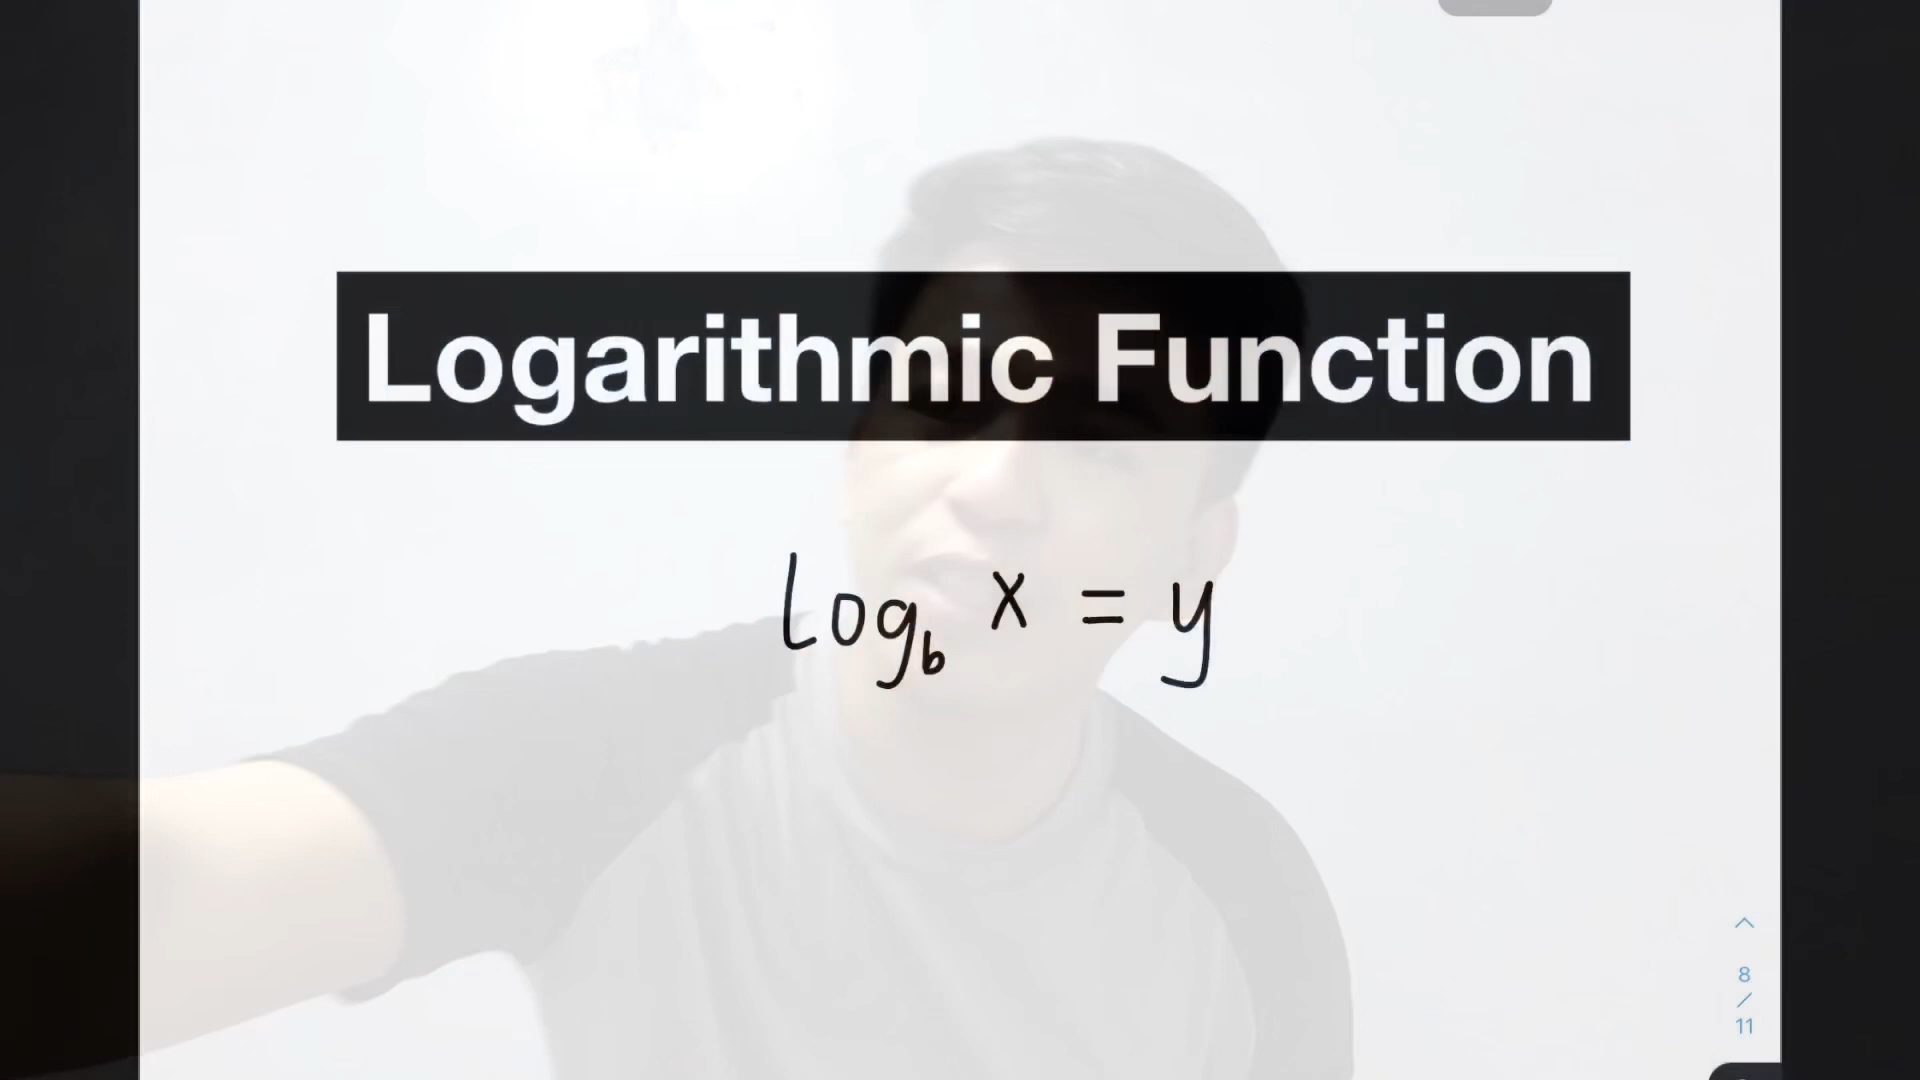 Logarithmic Function
log_b x = y
8
/
11